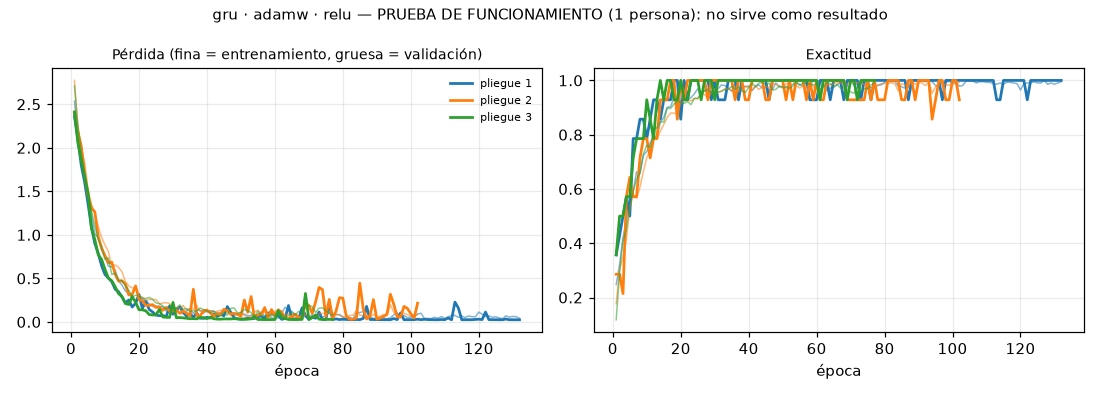 gru · adamw · relu — PRUEBA DE FUNCIONAMIENTO (1 persona): no sirve como resultado
Pérdida (fina = entrenamiento, gruesa = validación)
pliegue 1
pliegue 2
pliegue 3
2.5
2.0
1.5
1.0
0.5
0.0
0 20 40 60 80 100 120
época
Exactitud
1.0
0.8
0.6
0.4
0.2
0 20 40 60 80 100 120
época